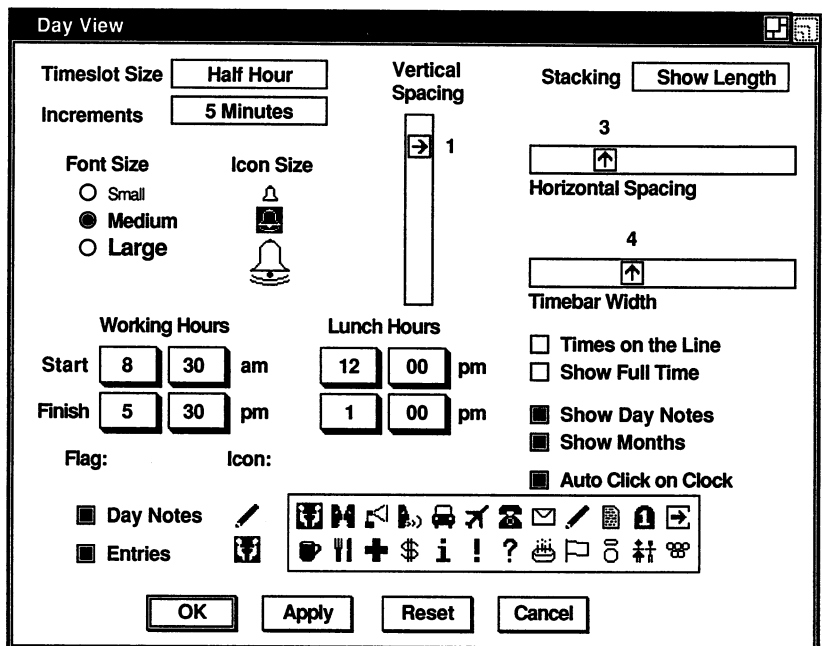 Day View
Timeslot Size Half Hour
Increments 5 Minutes
Vertical
Spacing
1
Stacking Show Length
3
Horizontal Spacing
4
Timebar Width
Font Size
Small
Medium
Large
Icon Size
Working Hours
Lunch Hours
Start 8 30 am 12 00 pm
Finish 5 30 pm 1 00 pm
Times on the Line
Show Full Time
Show Day Notes
Show Months
Auto Click on Clock
Flag: Icon:
Day Notes
Entries
1
$ i ! ?
OK Apply Reset Cancel